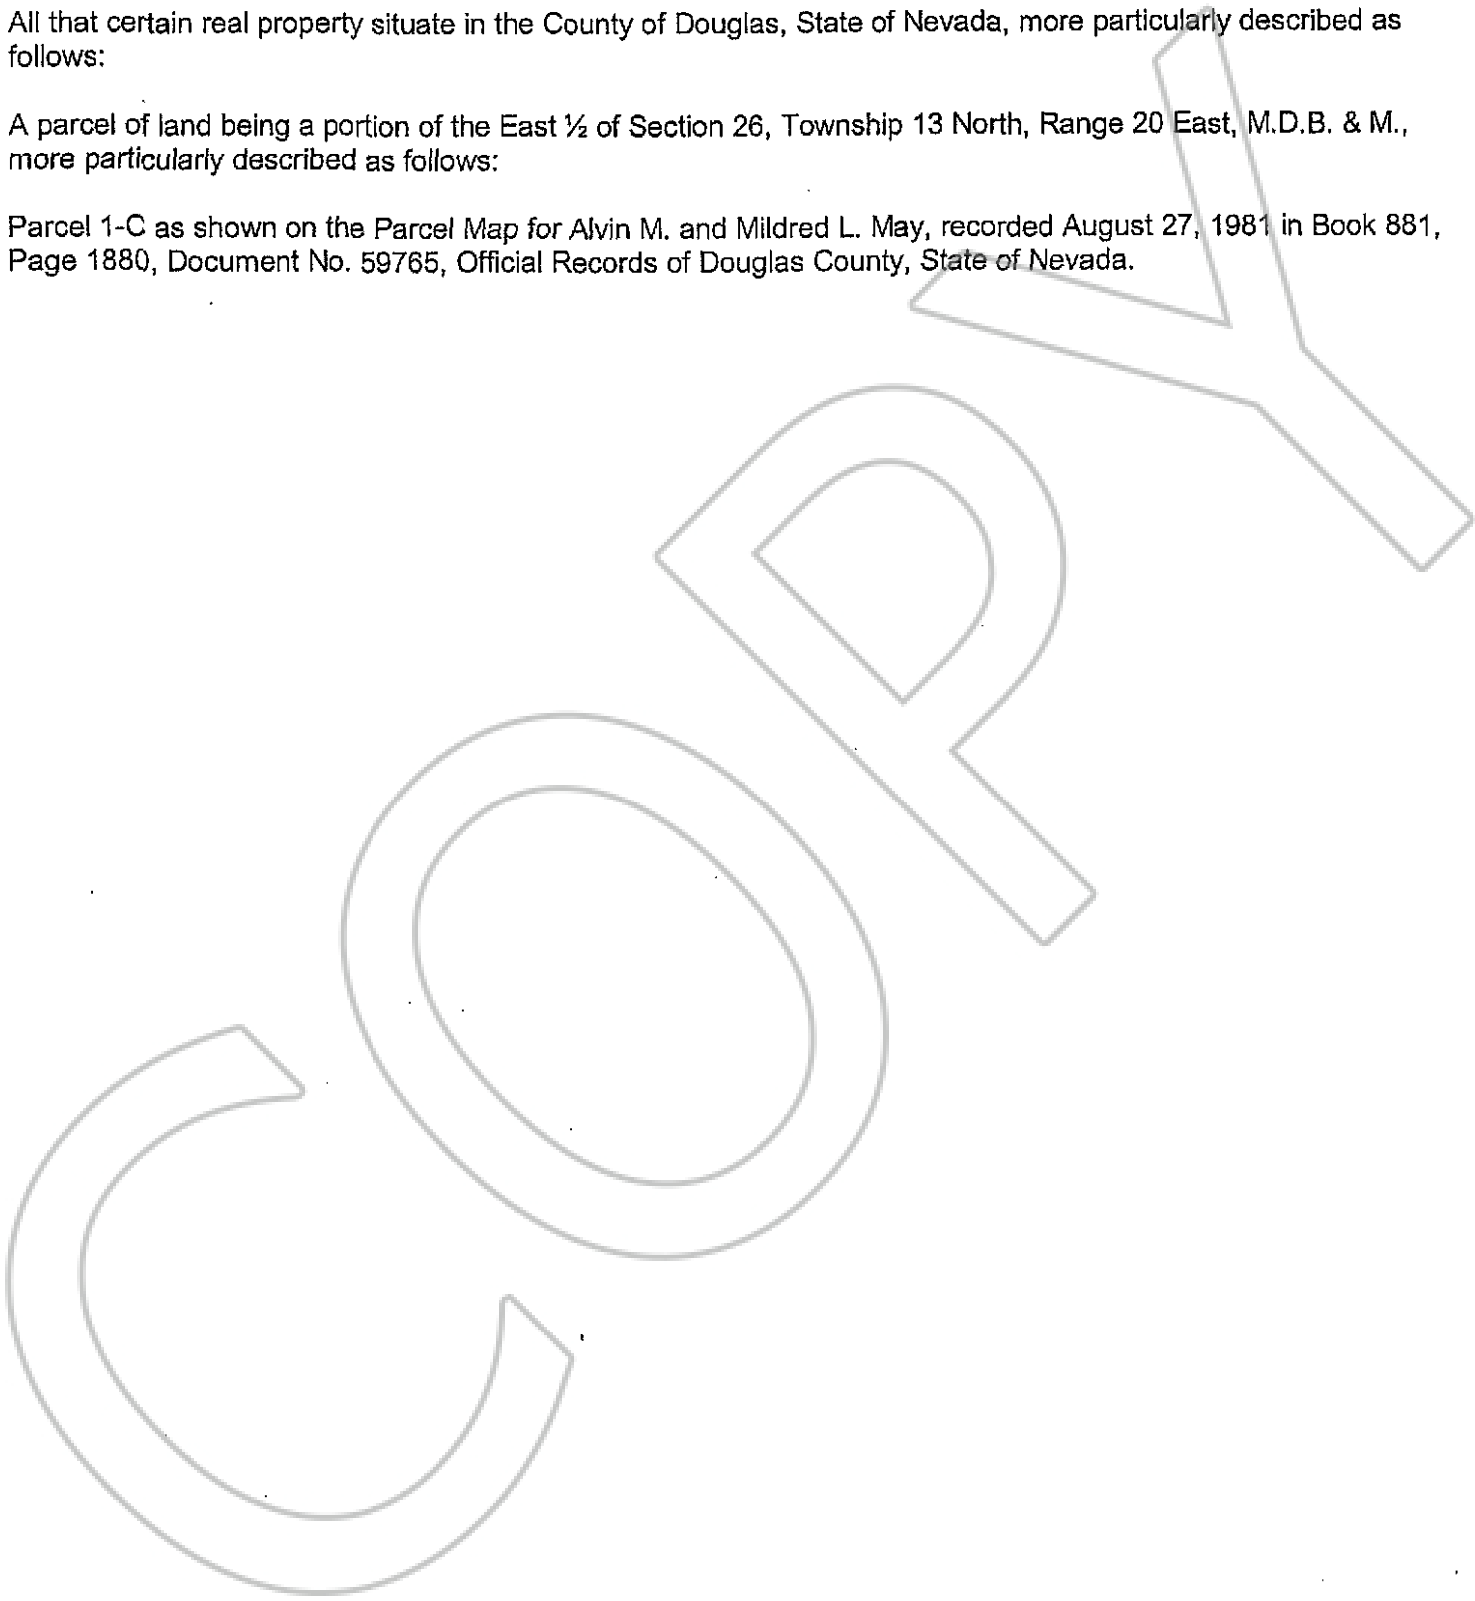 All that certain real property situate in the County of Douglas, State of Nevada, more particularly described as
follows:
A parcel of land being a portion of the East ½ of Section 26, Township 13 North, Range 20 East, M.D.B. & M.,
more particularly described as follows:
Parcel 1-C as shown on the Parcel Map for Alvin M. and Mildred L. May, recorded August 27, 1981 in Book 881,
Page 1880, Document No. 59765, Official Records of Douglas County, State of Nevada.
COPY